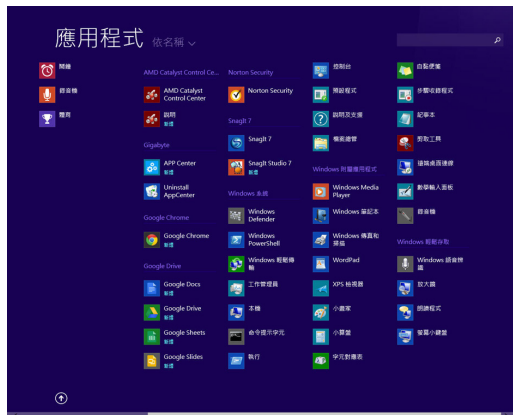 應用程式 依名稱
鬧鐘
錄音機
體育
AMD Catalyst Control Ce...
AMD Catalyst
Control Center
說明
新增
Gigabyte
APP Center
新增
Uninstall
AppCenter
Google Chrome
Google Chrome
新增
Google Drive
Google Docs
新增
Google Drive
新增
Google Sheets
新增
Google Slides
新增
Norton Security
Norton Security
SnagIt 7
SnagIt 7
SnagIt Studio 7
新增
Windows 系統
Windows
Defender
Windows
PowerShell
Windows 輕鬆傳
輸
工作管理員
本機
命令提示字元
執行
控制台
預設程式
說明及支援
檔案總管
Windows 附屬應用程式
Windows Media
Player
Windows 筆記本
Windows 傳真和
掃描
WordPad
XPS 檢視器
小畫家
小算盤
字元對應表
自黏便箋
步驟收錄程式
記事本
剪取工具
遠端桌面連線
數學輸入面板
錄音機
Windows 輕鬆存取
Windows 語音辨
識
放大鏡
朗讀程式
螢幕小鍵盤